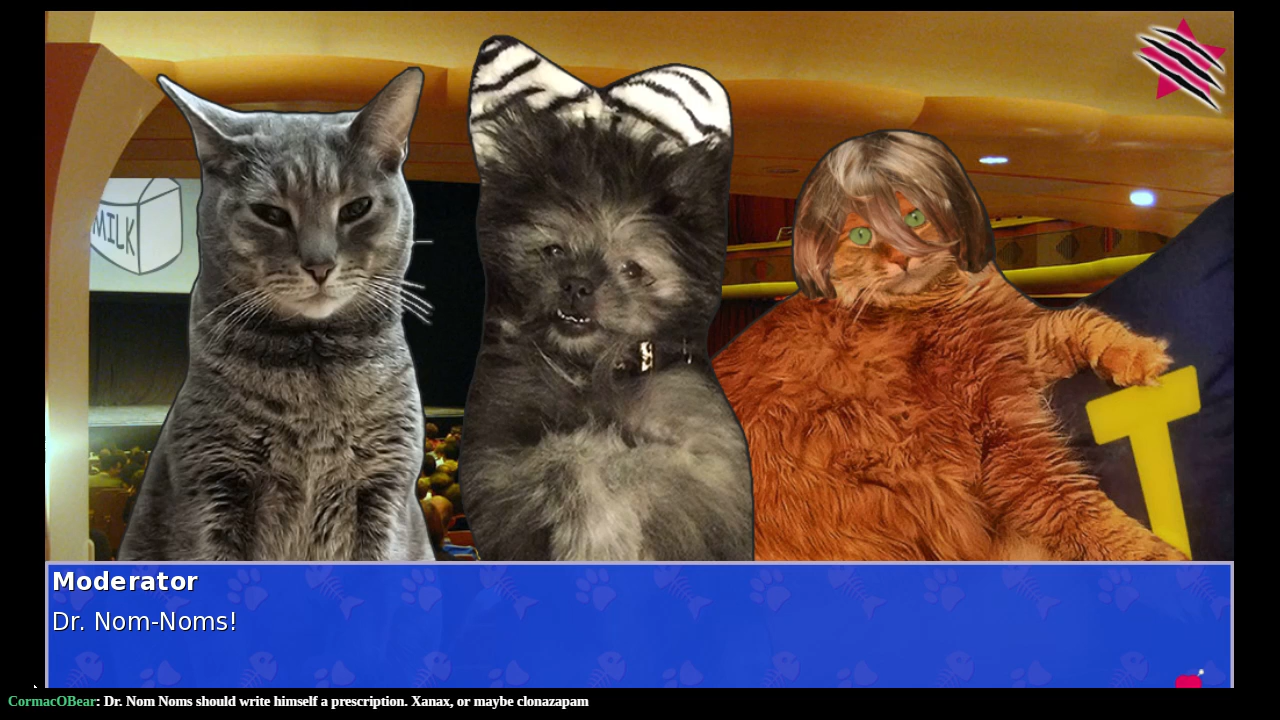 MILK
T
Moderator
Dr. Nom-Noms!
CormacOBear: Dr. Nom Noms should write himself a prescription. Xanax, or maybe clonazapam